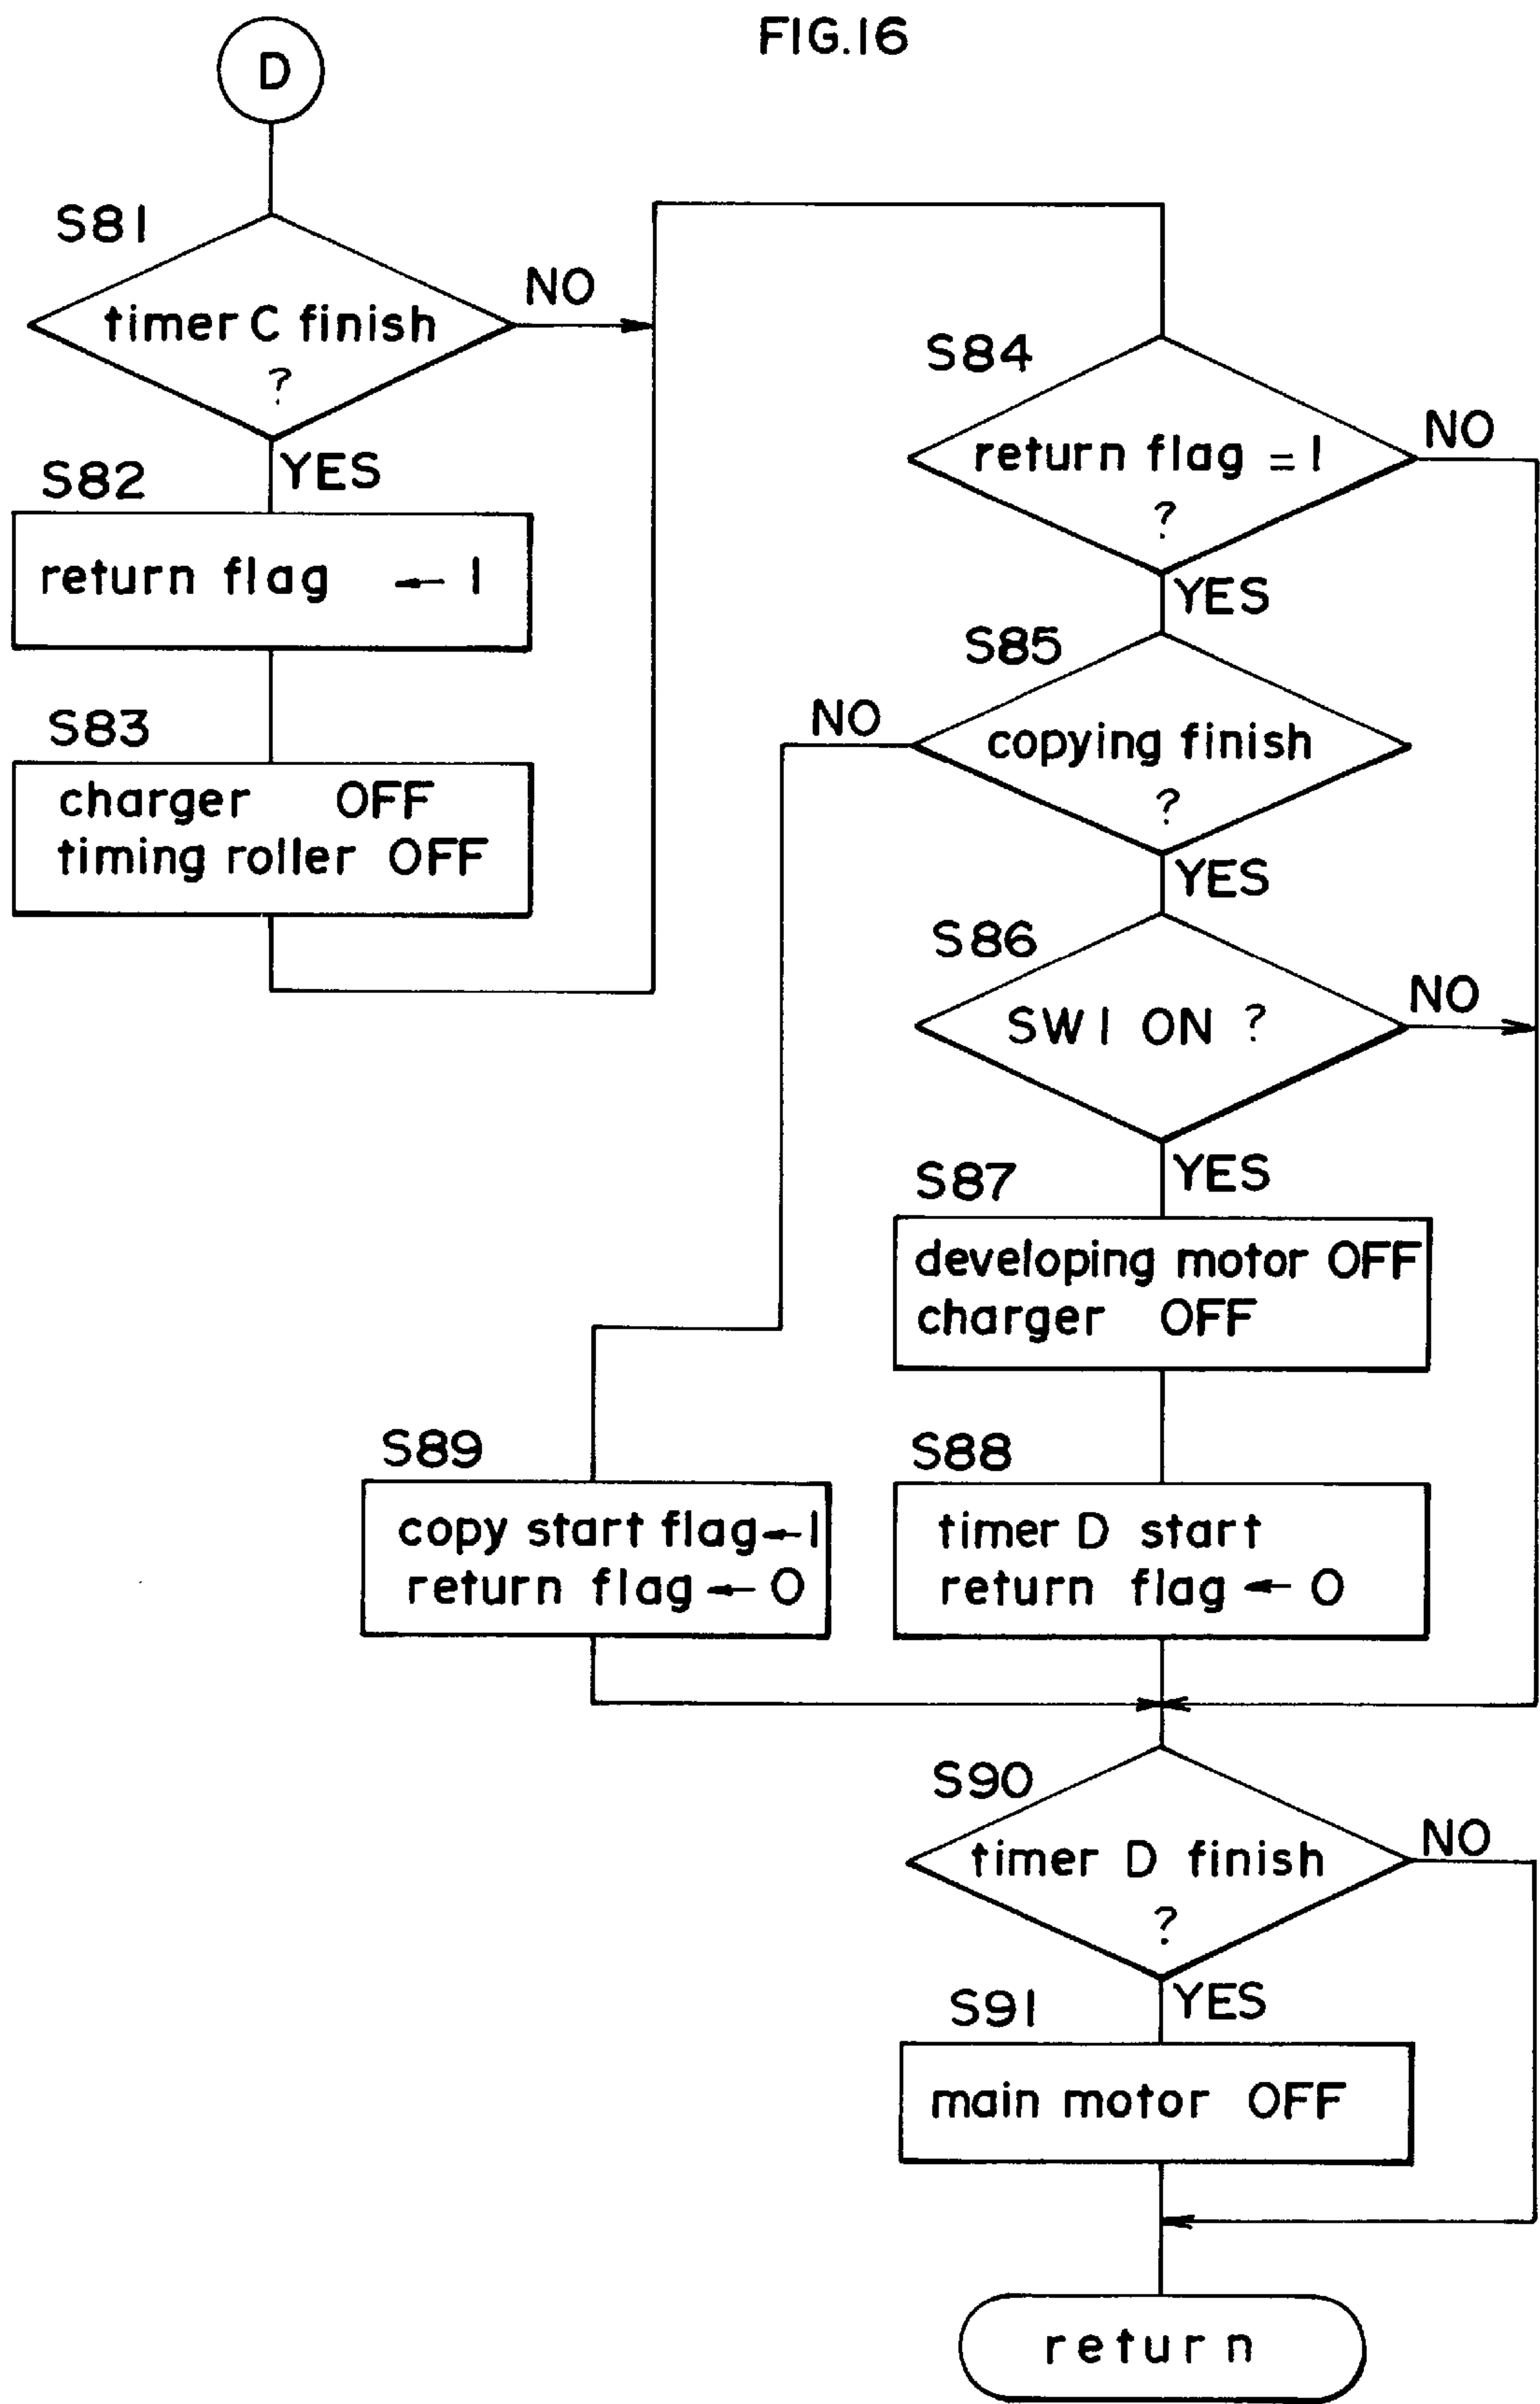 FIG.16
D
S81
timer C finish
?
NO
YES
S82
return flag ← 1
S83
charger OFF
timing roller OFF
S84
return flag = 1
?
NO
YES
S85
copying finish
?
NO
YES
S86
SW1 ON ?
NO
YES
S87
developing motor OFF
charger OFF
S89
copy start flag ← 1
return flag ← 0
S88
timer D start
return flag ← 0
S90
timer D finish
?
NO
YES
S91
main motor OFF
return